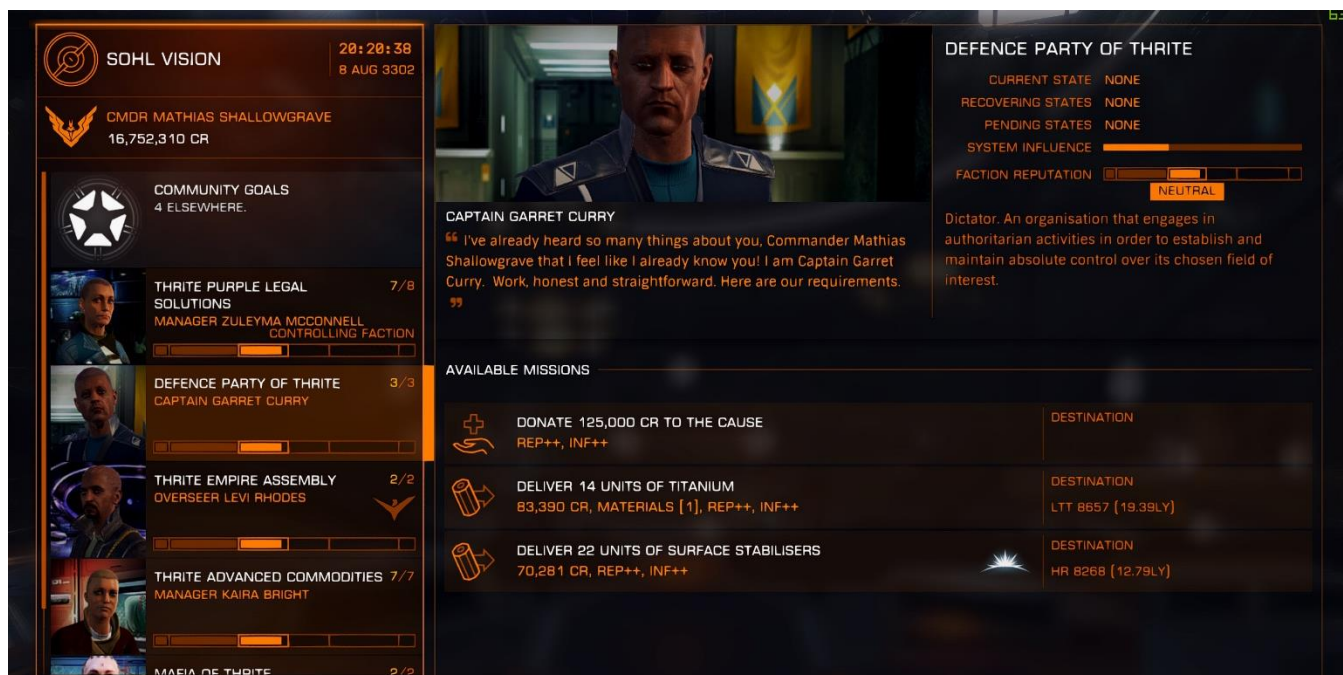 SOHL VISION
20:20:38
8 AUG 3302
CMDR MATHIAS SHALLOWGRAVE
16,752,310 CR
COMMUNITY GOALS
4 ELSEWHERE.
THRITE PURPLE LEGAL
SOLUTIONS
7/8
MANAGER ZULEYMA MCCONNELL
CONTROLLING FACTION
DEFENCE PARTY OF THRITE
3/3
CAPTAIN GARRET CURRY
THRITE EMPIRE ASSEMBLY
2/2
OVERSEER LEVI RHODES
THRITE ADVANCED COMMODITIES 7/7
MANAGER KAIRA BRIGHT
MAFIA OF THRITE
2/2
CAPTAIN GARRET CURRY
“ I've already heard so many things about you, Commander Mathias
Shallowgrave that I feel like I already know you! I am Captain Garret
Curry. Work, honest and straightforward. Here are our requirements.
”
DEFENCE PARTY OF THRITE
CURRENT STATE NONE
RECOVERING STATES NONE
PENDING STATES NONE
SYSTEM INFLUENCE
FACTION REPUTATION
NEUTRAL
Dictator. An organisation that engages in
authoritarian activities in order to establish and
maintain absolute control over its chosen field of
interest.
AVAILABLE MISSIONS
DONATE 125,000 CR TO THE CAUSE
REP++, INF++
DESTINATION
DELIVER 14 UNITS OF TITANIUM
83,390 CR, MATERIALS [1], REP++, INF++
DESTINATION
LTT 8657 (19.39LY)
DELIVER 22 UNITS OF SURFACE STABILISERS
70,281 CR, REP++, INF++
DESTINATION
HR 8268 (12.79LY)